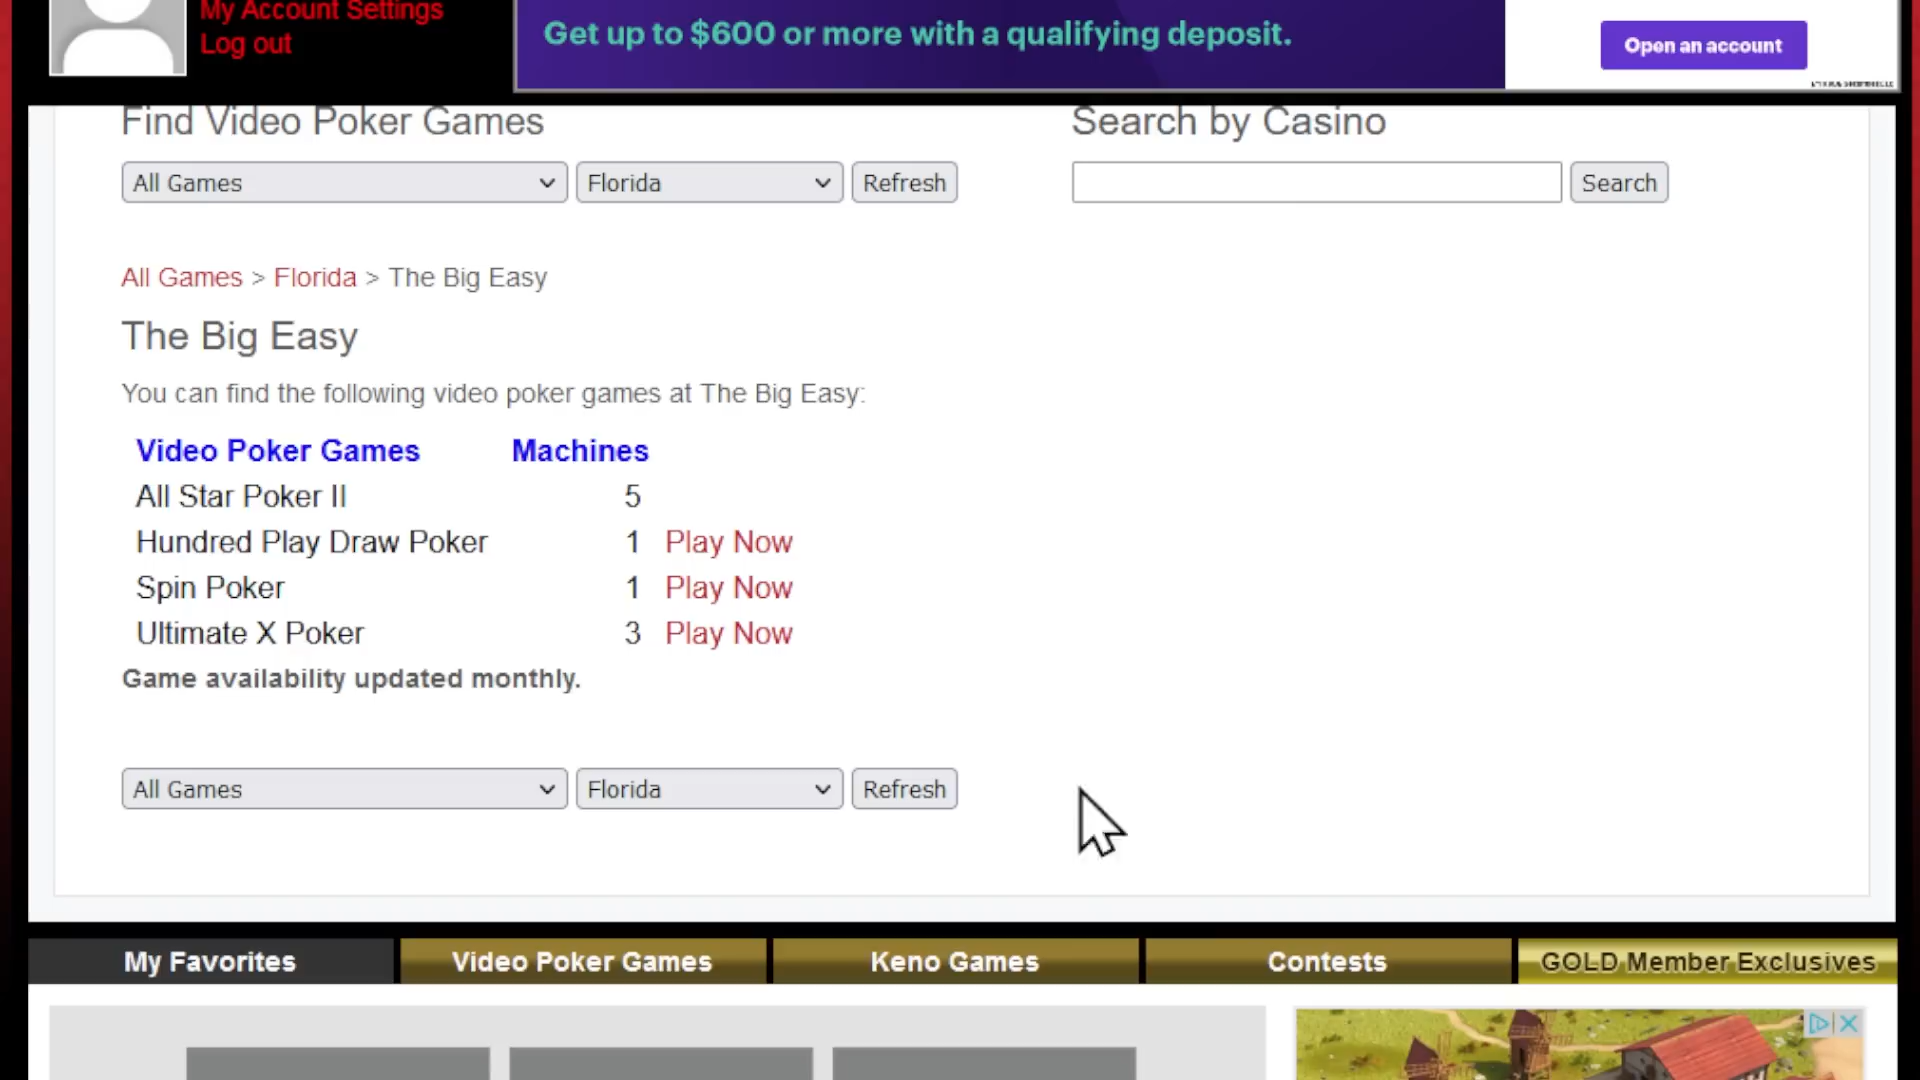 My Account Settings
Log out
Get up to $600 or more with a qualifying deposit.
Open an account
Find Video Poker Games
Search by Casino
All Games Florida Refresh
Search
All Games > Florida > The Big Easy
The Big Easy
You can find the following video poker games at The Big Easy:
Video Poker Games Machines
All Star Poker II 5
Hundred Play Draw Poker 1 Play Now
Spin Poker 1 Play Now
Ultimate X Poker 3 Play Now
Game availability updated monthly.
All Games Florida Refresh
My Favorites Video Poker Games Keno Games Contests GOLD Member Exclusives